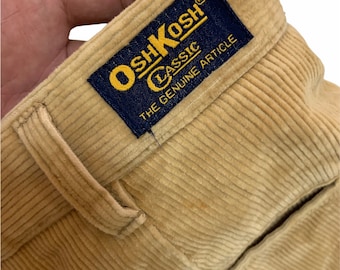 OSHKOSH®
CLASSIC
THE GENUINE ARTICLE